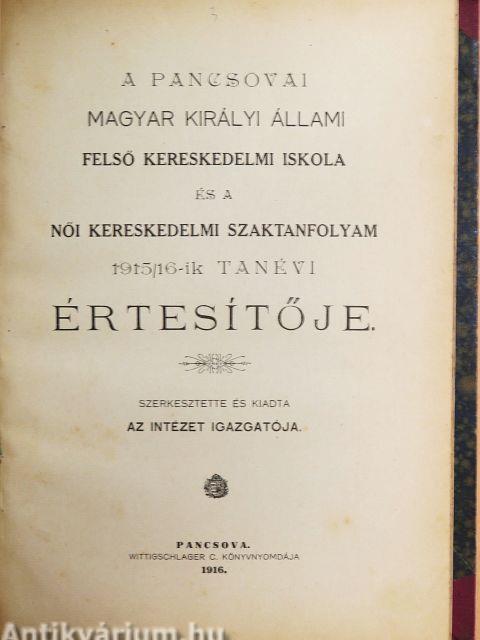 A PANCSOVAI
MAGYAR KIRÁLYI ÁLLAMI
FELSŐ KERESKEDELMI ISKOLA
ÉS A
NŐI KERESKEDELMI SZAKTANFOLYAM
1915/16-ik TANÉVI
ÉRTESÍTŐJE.
SZERKESZTETTE ÉS KIADTA
AZ INTÉZET IGAZGATÓJA.
PANCSOVA.
WITTIGSCHLAGER C. KÖNYVNYOMDÁJA
1916.
Antikvárium.hu